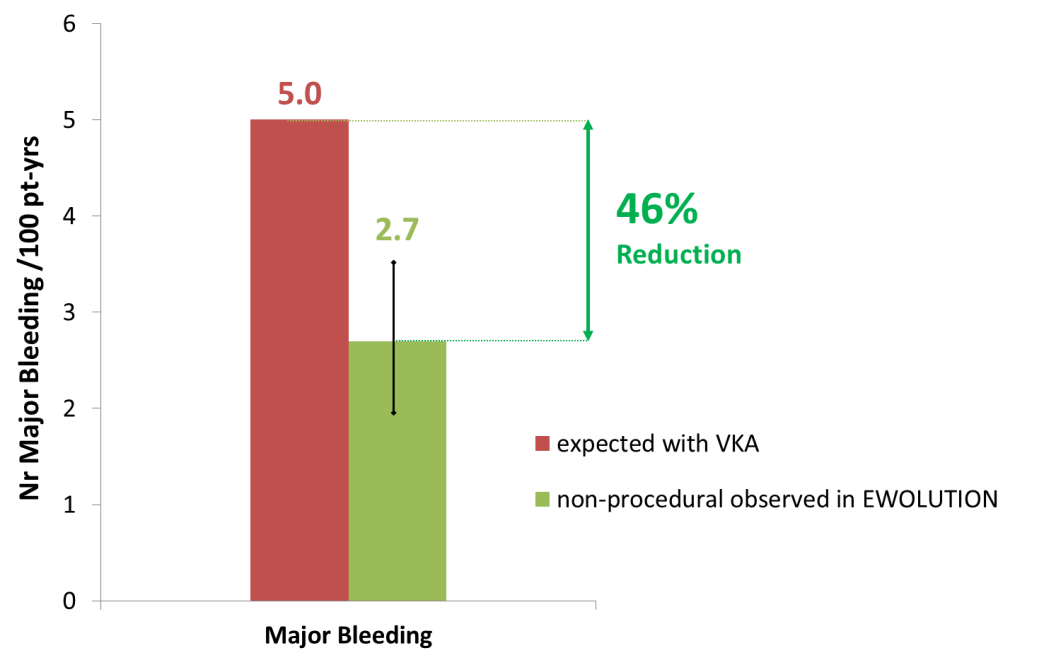 6
5
4
3
2
1
0
Nr Major Bleeding /100 pt-yrs
5.0
2.7
46%
Reduction
expected with VKA
non-procedural observed in EWOLUTION
Major Bleeding